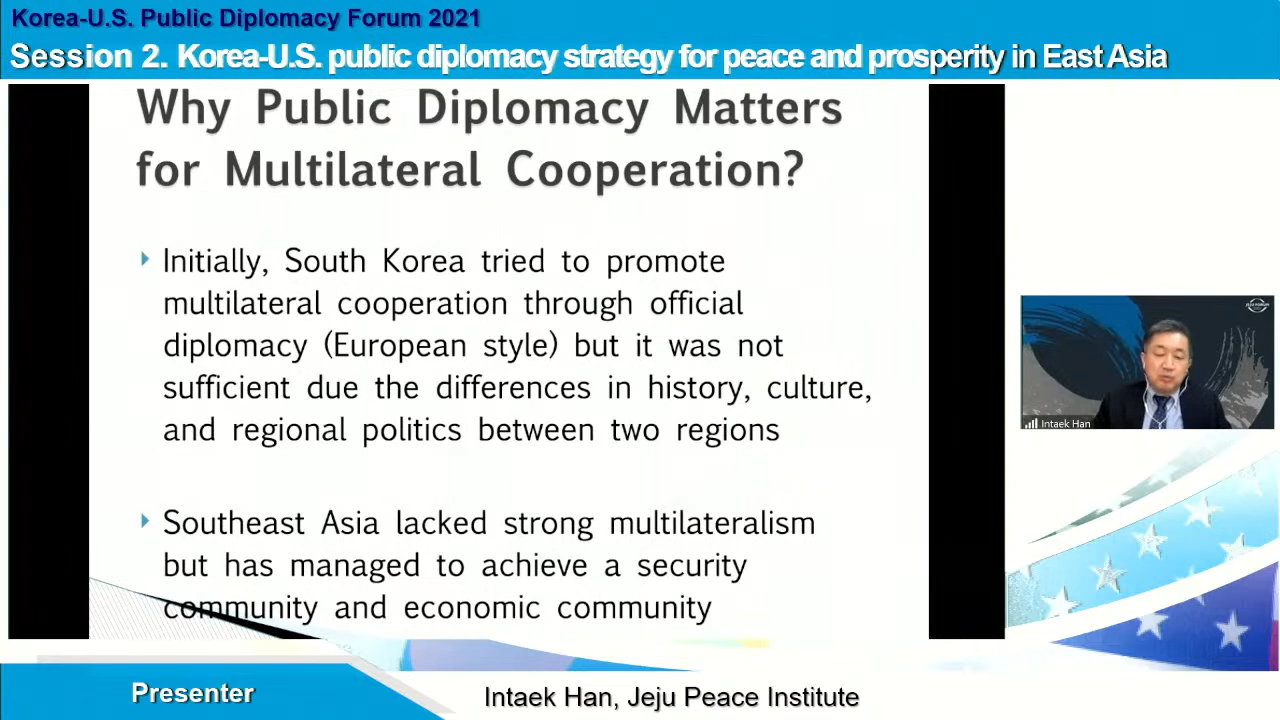 Korea-U.S. Public Diplomacy Forum 2021
Session 2. Korea-U.S. public diplomacy strategy for peace and prosperity in East Asia
Why Public Diplomacy Matters
for Multilateral Cooperation?
Initially, South Korea tried to promote
multilateral cooperation through official
diplomacy (European style) but it was not
sufficient due the differences in history, culture,
and regional politics between two regions
Southeast Asia lacked strong multilateralism
but has managed to achieve a security
community and economic community
JEJU FORUM
Intaek Han
Presenter
Intaek Han, Jeju Peace Institute